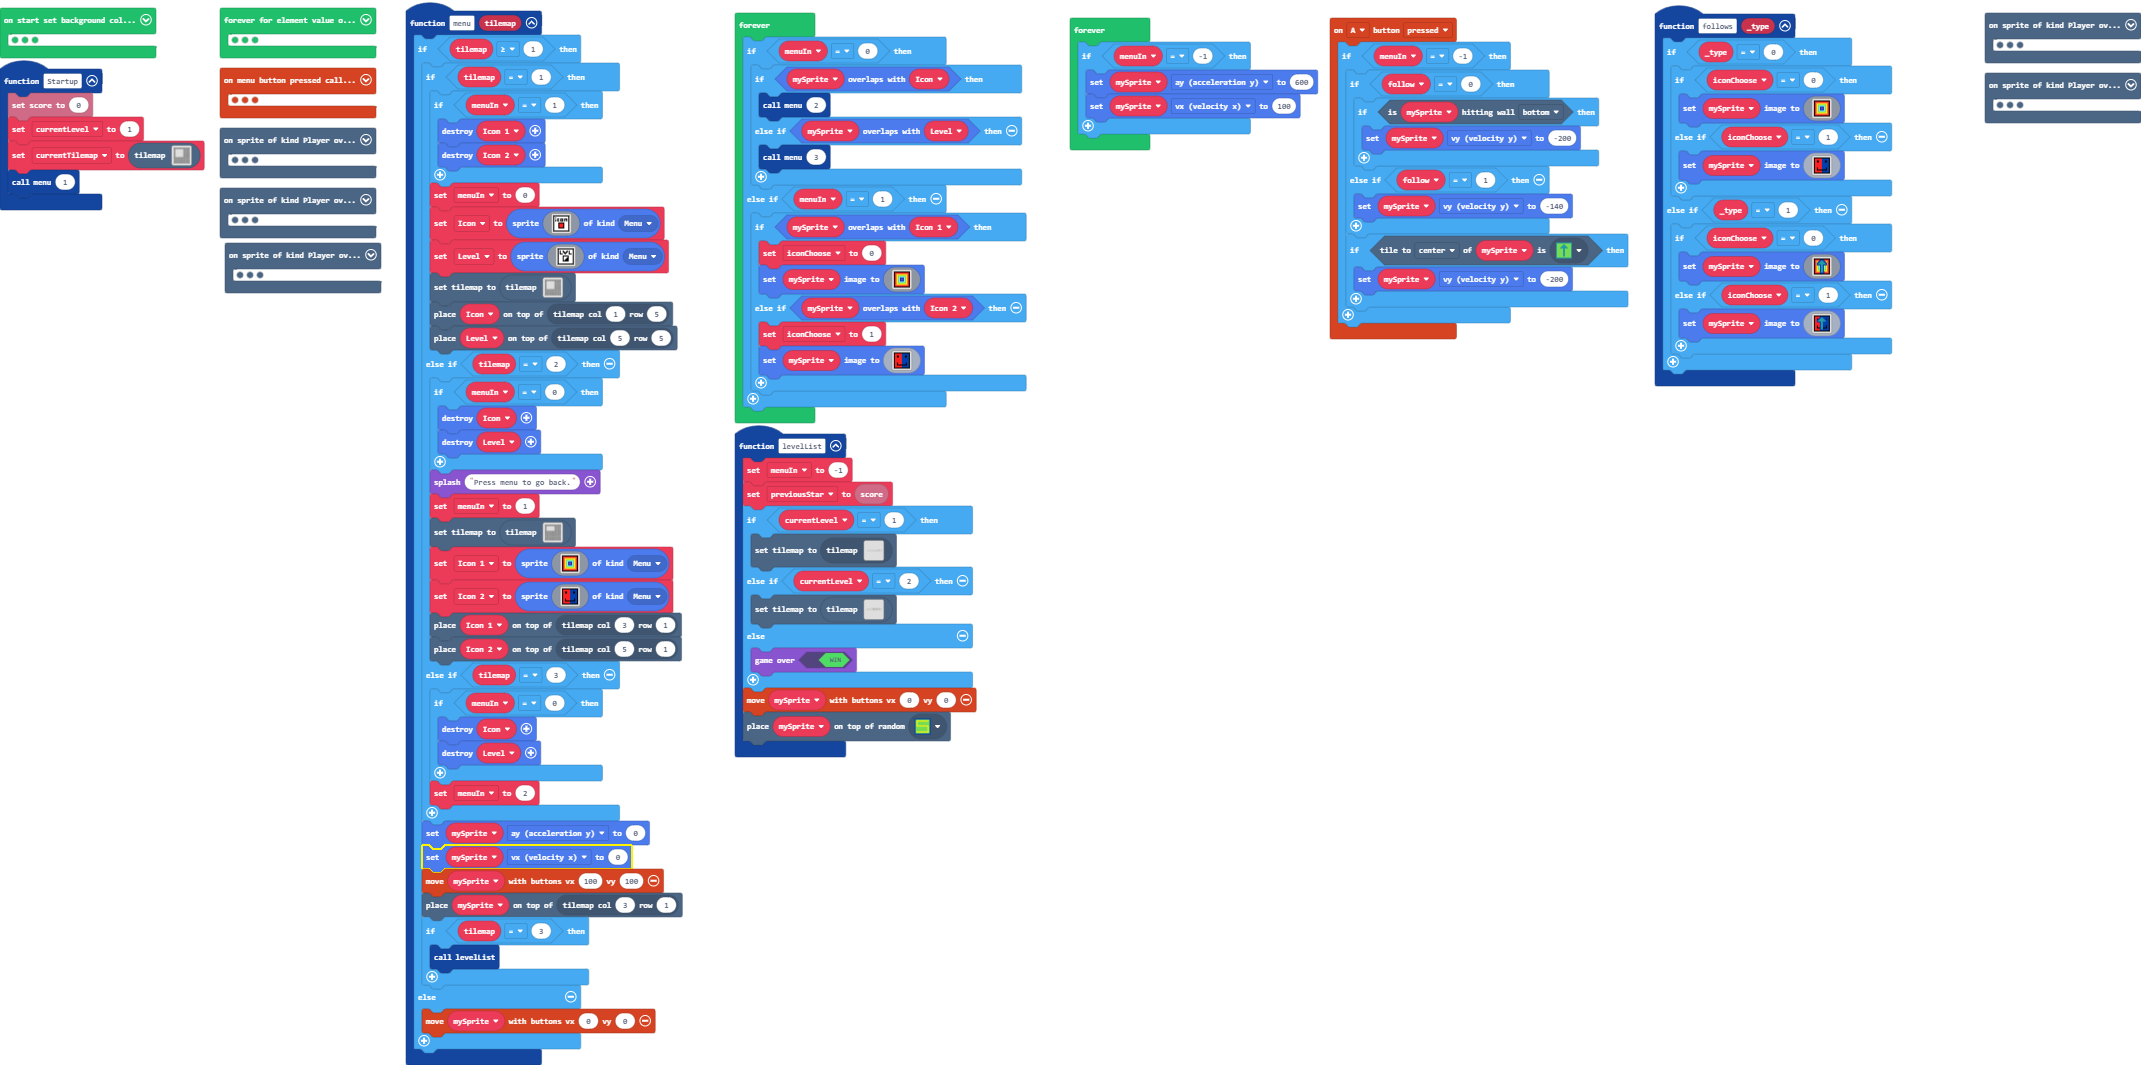 on start set background col...
function Startup
set score to 0
set currentLevel to 1
set currentTilemap to tilemap
call menu 1
forever for element value o...
on menu button pressed call...
on sprite of kind Player ov...
on sprite of kind Player ov...
on sprite of kind Player ov...
function menu tilemap
if tilemap ≥ 1 then
if tilemap = 1 then
if menuIn = 1 then
destroy Icon 1
destroy Icon 2
set menuIn to 0
set Icon to sprite of kind Menu
set Level to sprite of kind Menu
set tilemap to tilemap
place Icon on top of tilemap col 1 row 5
place Level on top of tilemap col 5 row 5
else if tilemap = 2 then
if menuIn = 0 then
destroy Icon
destroy Level
splash "Press menu to go back."
set menuIn to 1
set tilemap to tilemap
set Icon 1 to sprite of kind Menu
set Icon 2 to sprite of kind Menu
place Icon 1 on top of tilemap col 3 row 1
place Icon 2 on top of tilemap col 5 row 1
else if tilemap = 3 then
if menuIn = 0 then
destroy Icon
destroy Level
set menuIn to 2
set mySprite ay (acceleration y) to 0
set mySprite vx (velocity x) to 0
move mySprite with buttons vx 100 vy 100
place mySprite on top of tilemap col 3 row 1
if tilemap = 3 then
call levelList
else
move mySprite with buttons vx 0 vy 0
forever
if menuIn = 0 then
if mySprite overlaps with Icon then
call menu 2
else if mySprite overlaps with Level then
call menu 3
else if menuIn = 1 then
if mySprite overlaps with Icon 1 then
set iconChoose to 0
set mySprite image to
else if mySprite overlaps with Icon 2 then
set iconChoose to 1
set mySprite image to
function levelList
set menuIn to -1
set previousStar to score
if currentLevel = 1 then
set tilemap to tilemap
else if currentLevel = 2 then
set tilemap to tilemap
else
game over WIN
move mySprite with buttons vx 0 vy 0
place mySprite on top of random
forever
if menuIn = -1 then
set mySprite ay (acceleration y) to 600
set mySprite vx (velocity x) to 100
on A button pressed
if menuIn = -1 then
if follow = 0 then
if is mySprite hitting wall bottom then
set mySprite vy (velocity y) to -200
else if follow = 1 then
set mySprite vy (velocity y) to -140
if tile to center of mySprite is then
set mySprite vy (velocity y) to -200
function follows _type
if _type = 0 then
if iconChoose = 0 then
set mySprite image to
else if iconChoose = 1 then
set mySprite image to
else if _type = 1 then
if iconChoose = 0 then
set mySprite image to
else if iconChoose = 1 then
set mySprite image to
on sprite of kind Player ov...
on sprite of kind Player ov...